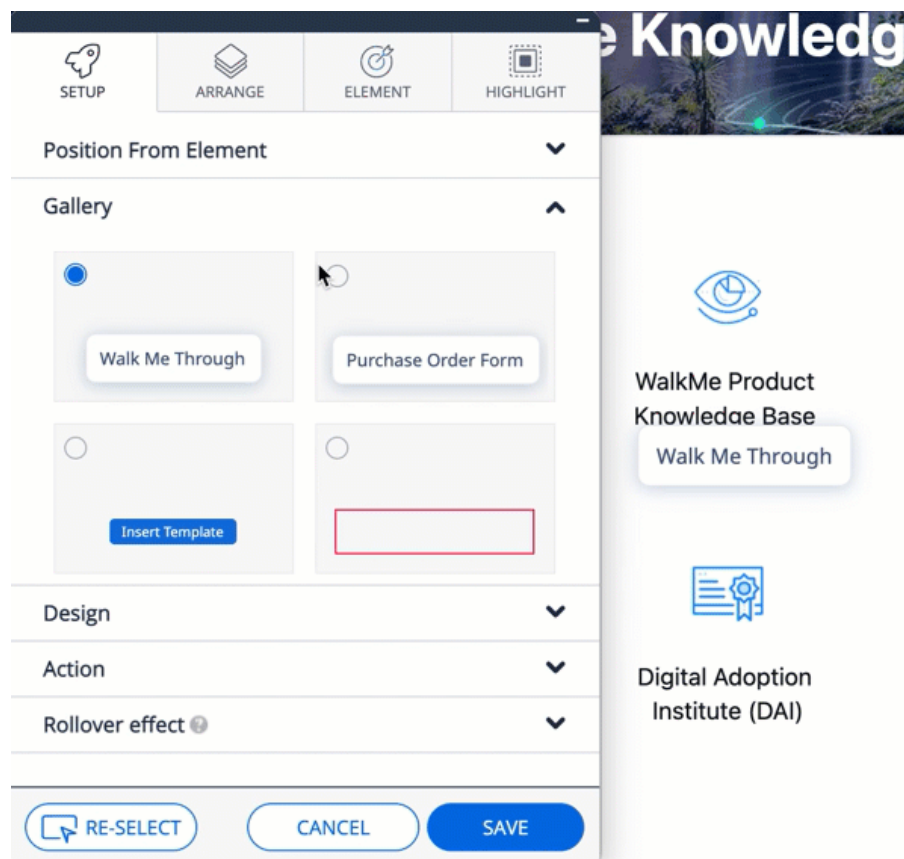 e Knowledg
SETUP
ARRANGE
ELEMENT
HIGHLIGHT
Position From Element
Gallery
Walk Me Through
Purchase Order Form
Insert Template
Design
Action
Rollover effect ?
RE-SELECT
CANCEL
SAVE
WalkMe Product
Knowledge Base
Walk Me Through
Digital Adoption
Institute (DAI)